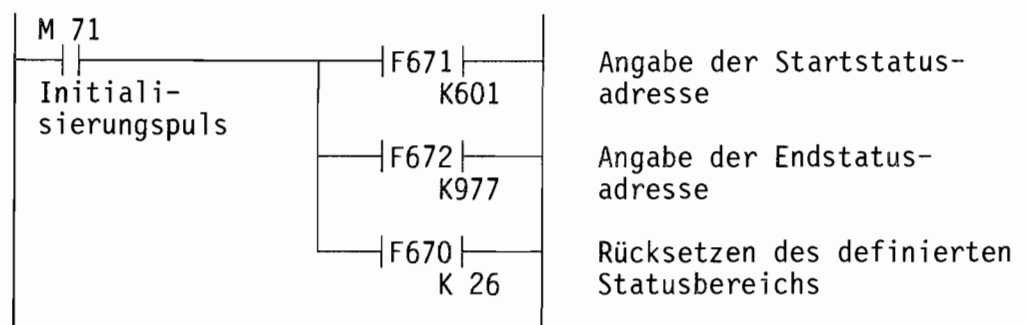 M 71
F671
K601
Initiali-
sierungspuls
Angabe der Startstatus-
adresse
F672
K977
Angabe der Endstatus-
adresse
F670
K 26
Rücksetzen des definierten
Statusbereichs